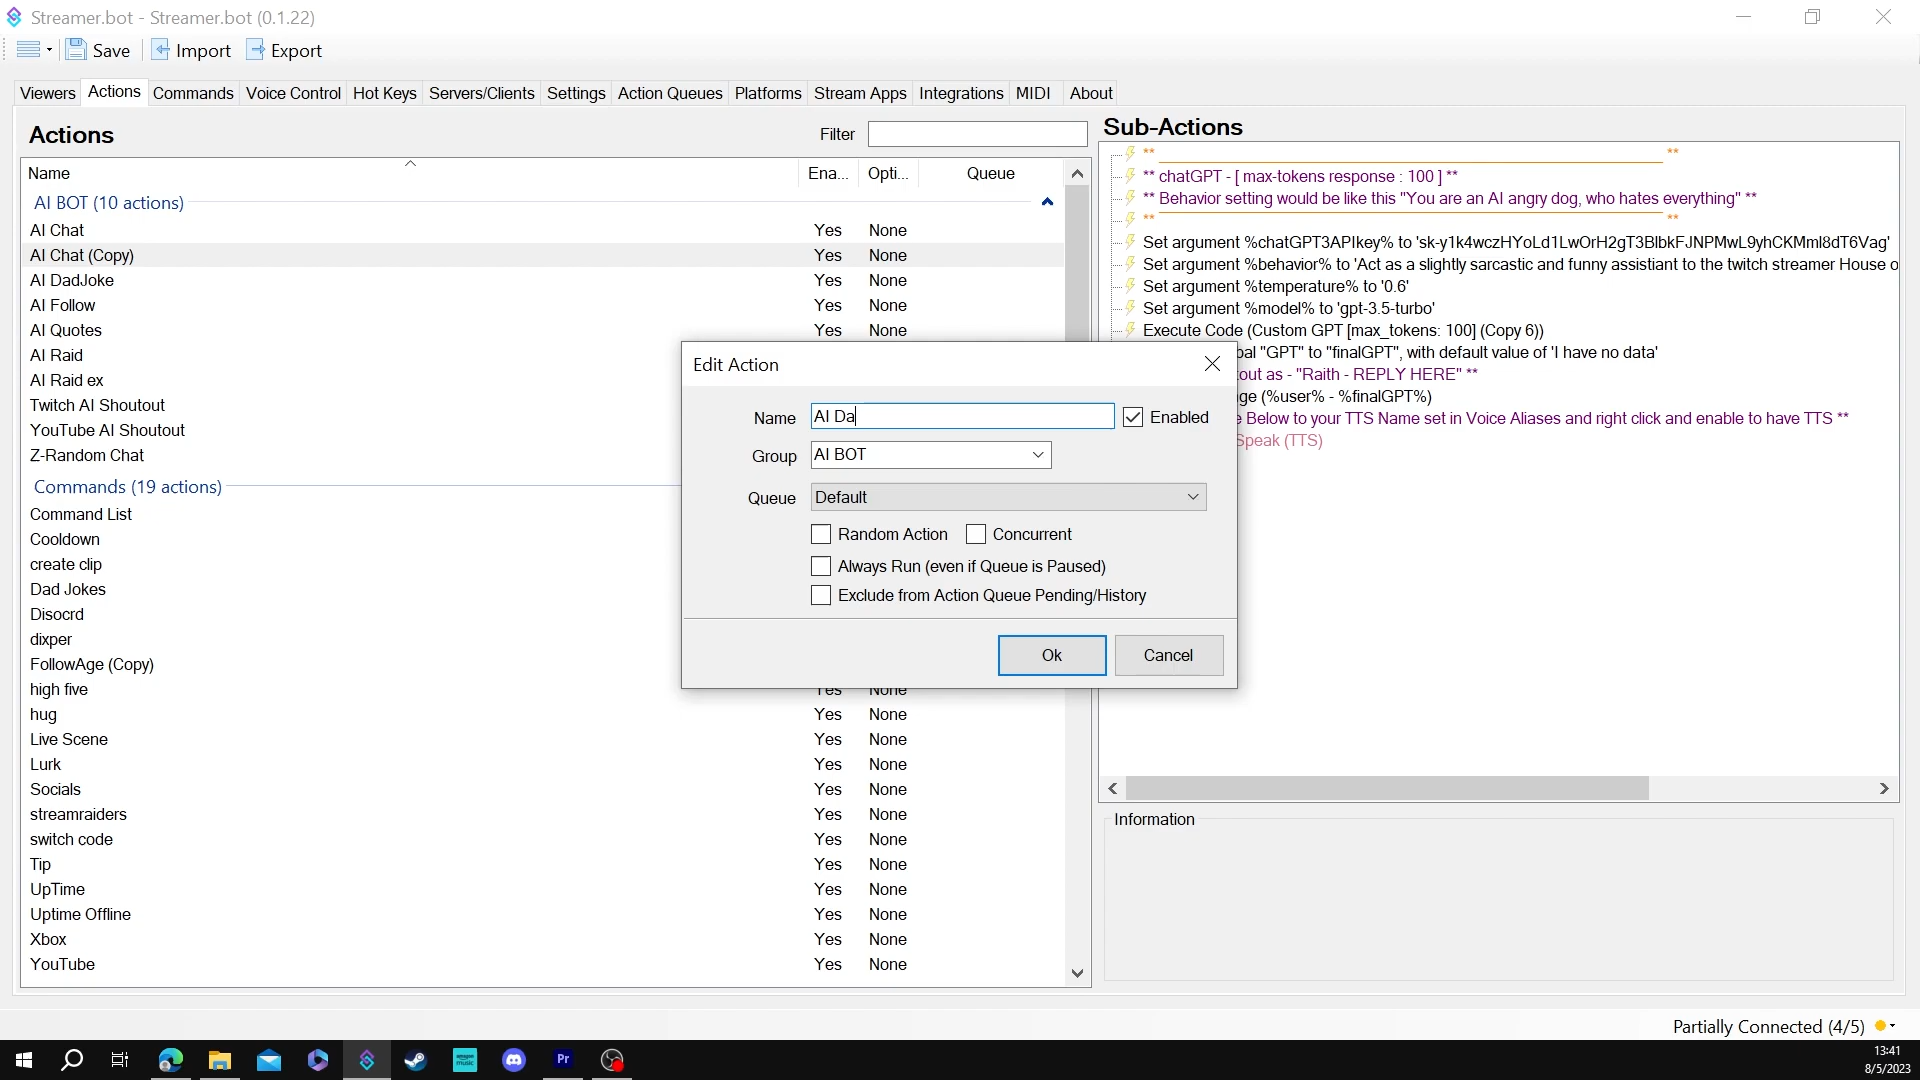 Streamer.bot - Streamer.bot (0.1.22)
Save Import Export
Viewers Actions Commands Voice Control Hot Keys Servers/Clients Settings Action Queues Platforms Stream Apps Integrations MIDI About
Actions
Filter
Name Ena... Opti... Queue
AI BOT (10 actions)
AI Chat Yes None
AI Chat (Copy) Yes None
AI DadJoke Yes None
AI Follow Yes None
AI Quotes Yes None
AI Raid
AI Raid ex
Twitch AI Shoutout
YouTube AI Shoutout
Z-Random Chat
Commands (19 actions)
Command List
Cooldown
create clip
Dad Jokes
Disocrd
dixper
FollowAge (Copy)
high five Yes None
hug Yes None
Live Scene Yes None
Lurk Yes None
Socials Yes None
streamraiders Yes None
switch code Yes None
Tip Yes None
UpTime Yes None
Uptime Offline Yes None
Xbox Yes None
YouTube Yes None
Sub-Actions
** **
** chatGPT - [ max-tokens response : 100 ] **
** Behavior setting would be like this "You are an AI angry dog, who hates everything" **
** **
Set argument %chatGPT3APIkey% to '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'
Set argument %behavior% to 'Act as a slightly sarcastic and funny assistiant to the twitch streamer House o
Set argument %temperature% to '0.6'
Set argument %model% to 'gpt-3.5-turbo'
Execute Code (Custom GPT [max_tokens: 100] (Copy 6))
bal "GPT" to "finalGPT", with default value of 'I have no data'
out as - "Raith - REPLY HERE" **
ge (%user% - %finalGPT%)
e Below to your TTS Name set in Voice Aliases and right click and enable to have TTS **
Speak (TTS)
Edit Action
Name AI Da Enabled
Group AI BOT
Queue Default
Random Action Concurrent
Always Run (even if Queue is Paused)
Exclude from Action Queue Pending/History
Ok Cancel
Information
Partially Connected (4/5)
amazon music
Pr
13:41
8/5/2023